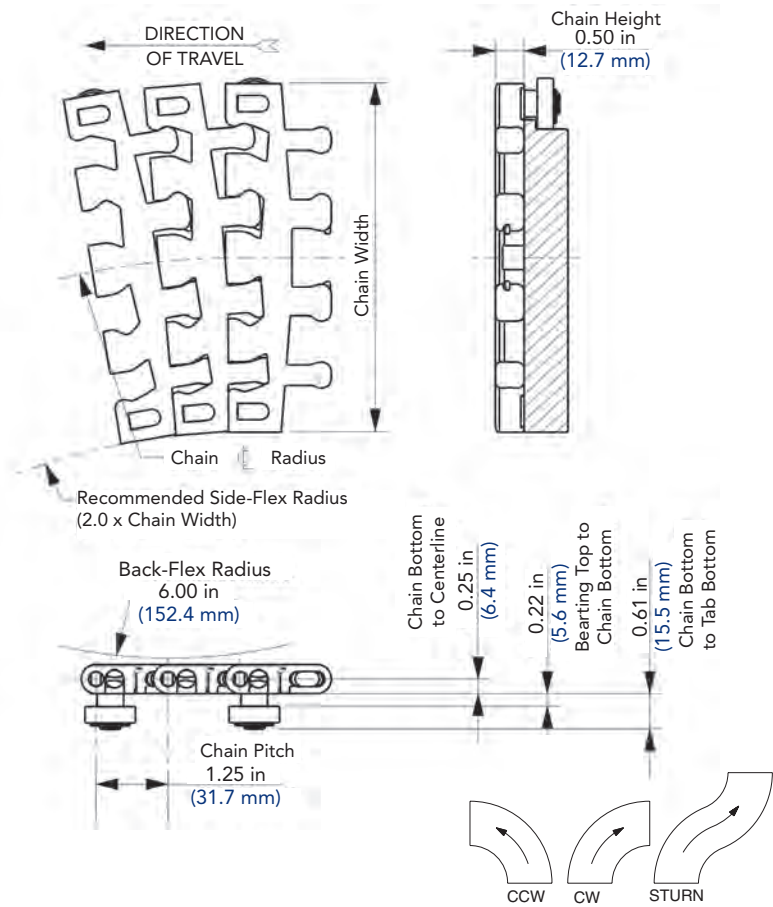 DIRECTION
OF TRAVEL
Chain Height
0.50 in
(12.7 mm)
Chain Width
Chain ℄ Radius
Recommended Side-Flex Radius
(2.0 x Chain Width)
Back-Flex Radius
6.00 in
(152.4 mm)
Chain Bottom
to Centerline
0.25 in
(6.4 mm)
0.22 in
(5.6 mm)
Bearting Top to
Chain Bottom
0.61 in
(15.5 mm)
Chain Bottom
to Tab Bottom
Chain Pitch
1.25 in
(31.7 mm)
CCW
CW
STURN